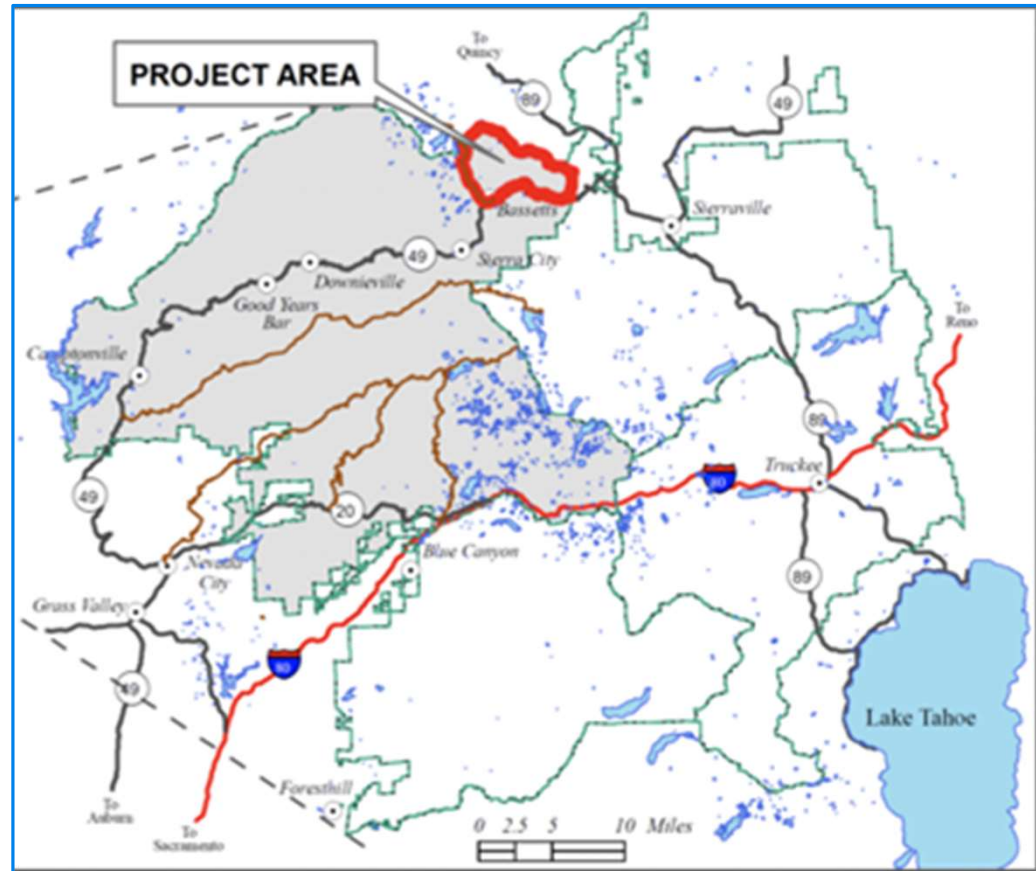 To
Quincy
PROJECT AREA
89
49
Bassetts
Sierraville
49
Sierra City
Downieville
Good Years
Bar
To
Reno
Camptonville
89
Truckee
80
49
20
Blue Canyon
Nevada
City
89
Grass Valley
80
49
Lake Tahoe
Foresthill
To
Auburn
To
Sacramento
0 2.5 5 10 Miles